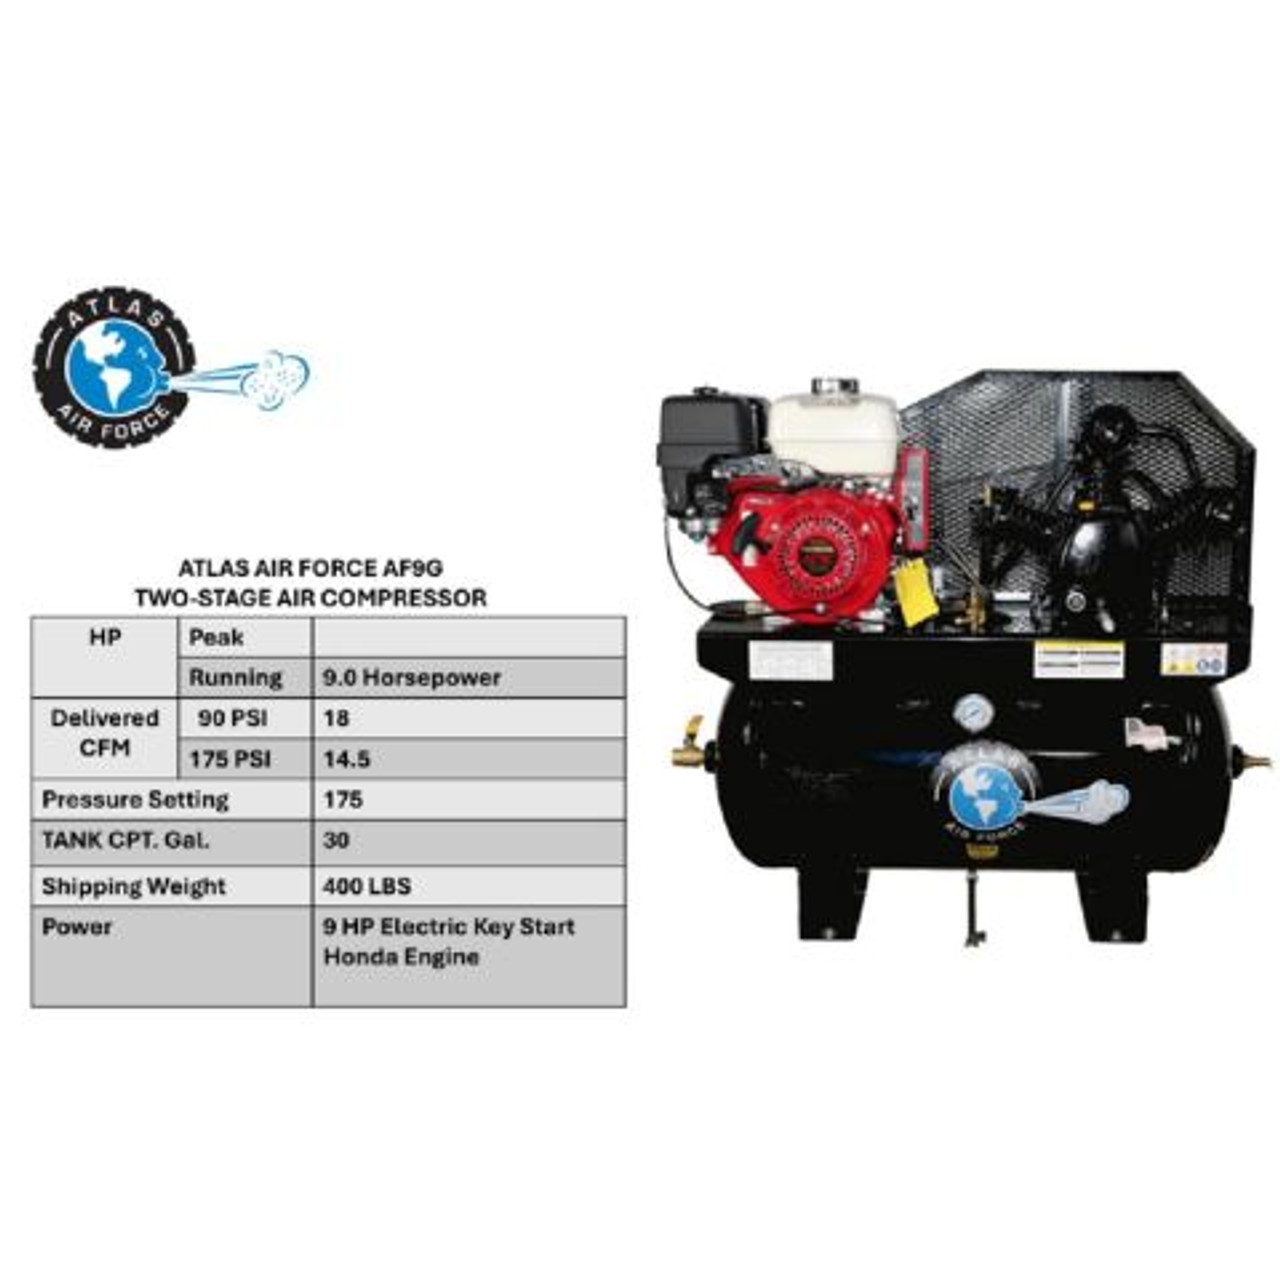 ATLAS
AIR FORCE
ATLAS AIR FORCE AF9G
TWO-STAGE AIR COMPRESSOR
HP Peak
Running 9.0 Horsepower
Delivered CFM 90 PSI 18
175 PSI 14.5
Pressure Setting 175
TANK CPT. Gal. 30
Shipping Weight 400 LBS
Power 9 HP Electric Key Start
Honda Engine
AIR FORCE